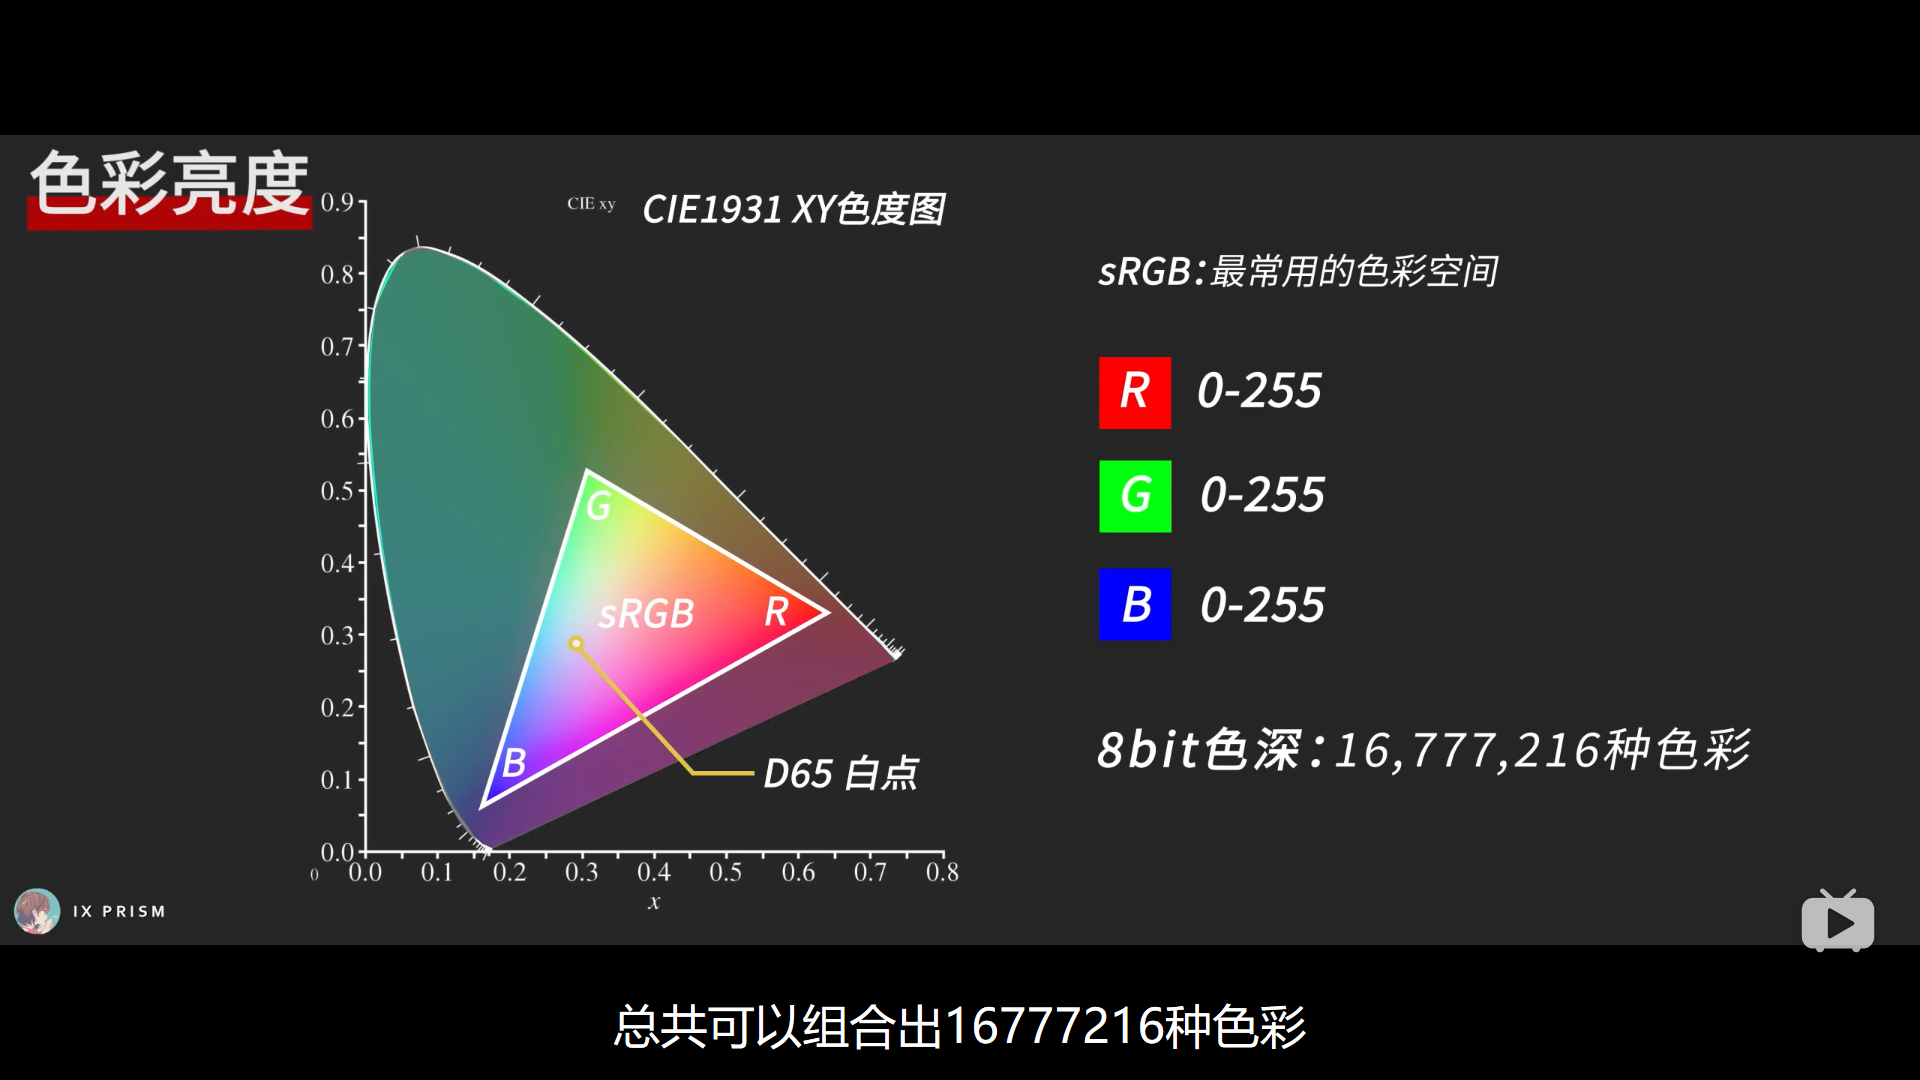 色彩亮度
CIE xy
CIE1931 XY色度图
0.9
0.8
0.7
0.6
0.5
0.4
0.3
0.2
0.1
0.0
0
0.0 0.1 0.2 0.3 0.4 0.5 0.6 0.7 0.8
x
G
sRGB
R
B
D65 白点
sRGB：最常用的色彩空间
R 0-255
G 0-255
B 0-255
8bit色深：16,777,216种色彩
IX PRISM
总共可以组合出16777216种色彩